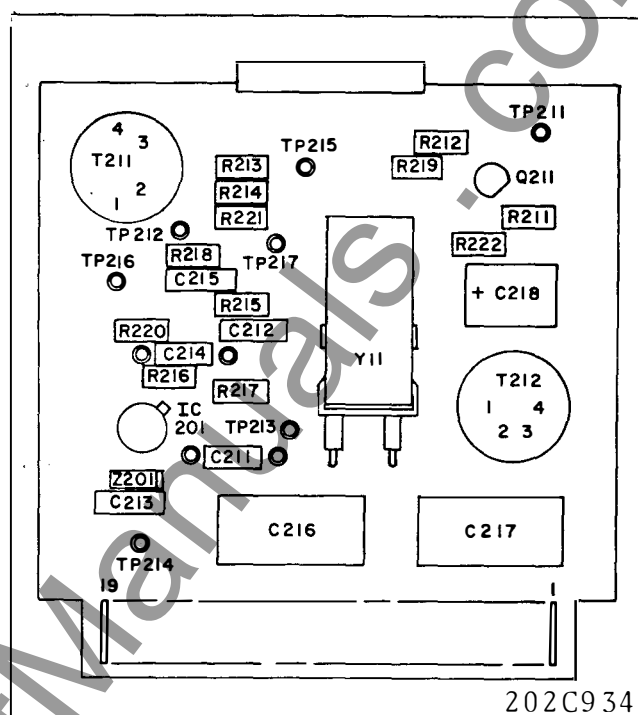 TP211
TP215
R212
R219
4
3
T211
2
1
R213
R214
R221
Q211
R211
R222
TP212
TP217
TP216
R218
C215
+ C218
R215
R220
C212
C214
R216
Y11
R217
T212
1 4
2 3
IC
201
TP213
C211
Z201
C213
C216
C217
TP214
19
1
202C934
Manuals.co